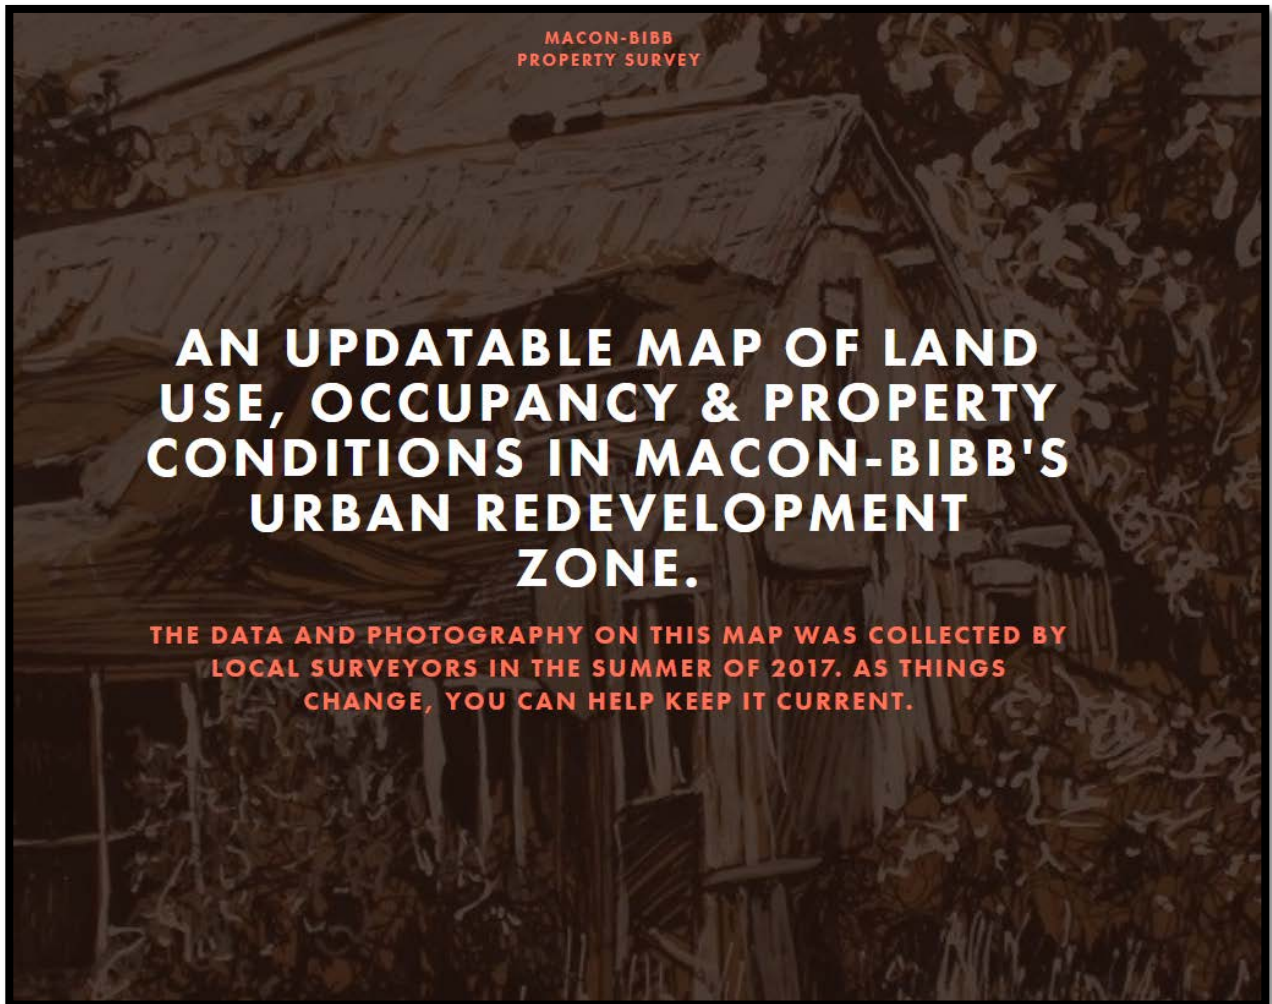 MACON-BIBB
PROPERTY SURVEY
AN UPDATABLE MAP OF LAND
USE, OCCUPANCY & PROPERTY
CONDITIONS IN MACON-BIBB'S
URBAN REDEVELOPMENT
ZONE.
THE DATA AND PHOTOGRAPHY ON THIS MAP WAS COLLECTED BY
LOCAL SURVEYORS IN THE SUMMER OF 2017. AS THINGS
CHANGE, YOU CAN HELP KEEP IT CURRENT.